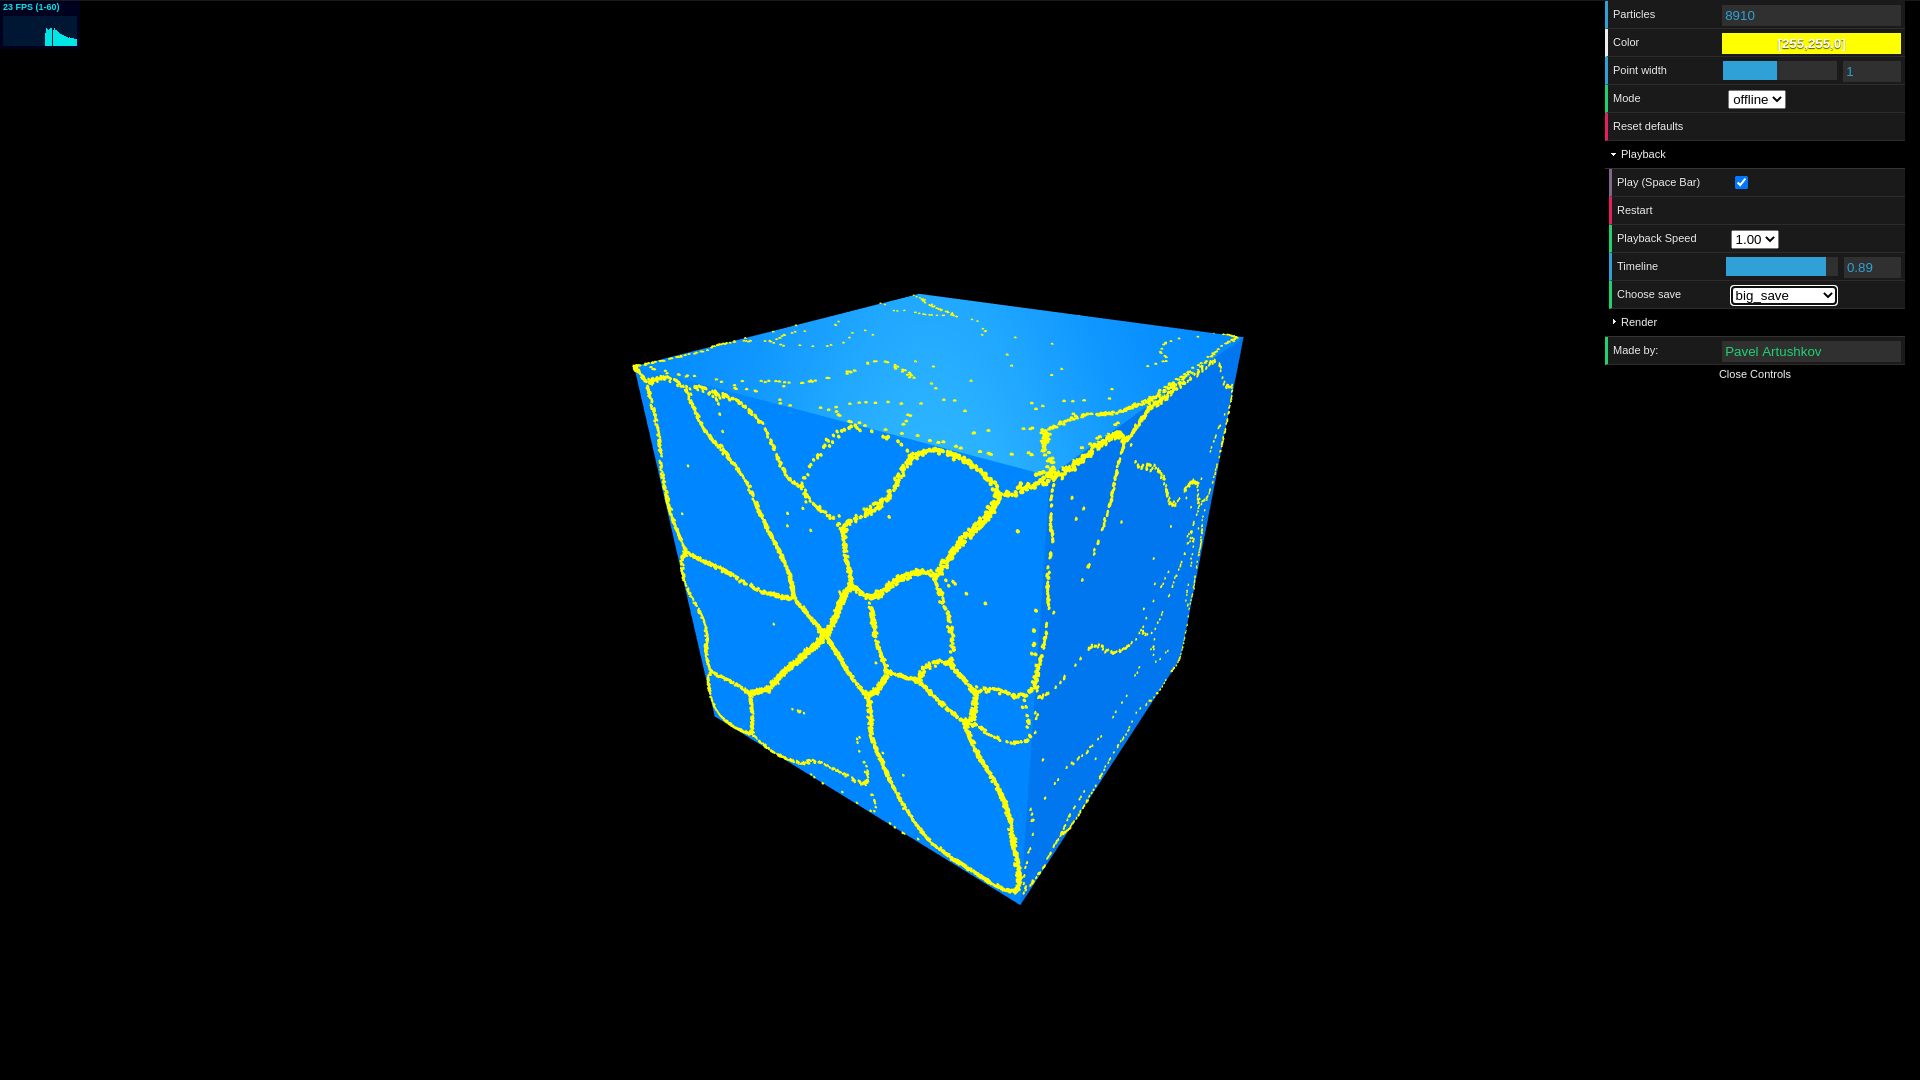 23 FPS (1-60)
Particles 8910
Color [255,255,0]
Point width 1
Mode offline
Reset defaults
Playback
Play (Space Bar)
Restart
Playback Speed 1.00
Timeline 0.89
Choose save big_save
Render
Made by: Pavel Artushkov
Close Controls